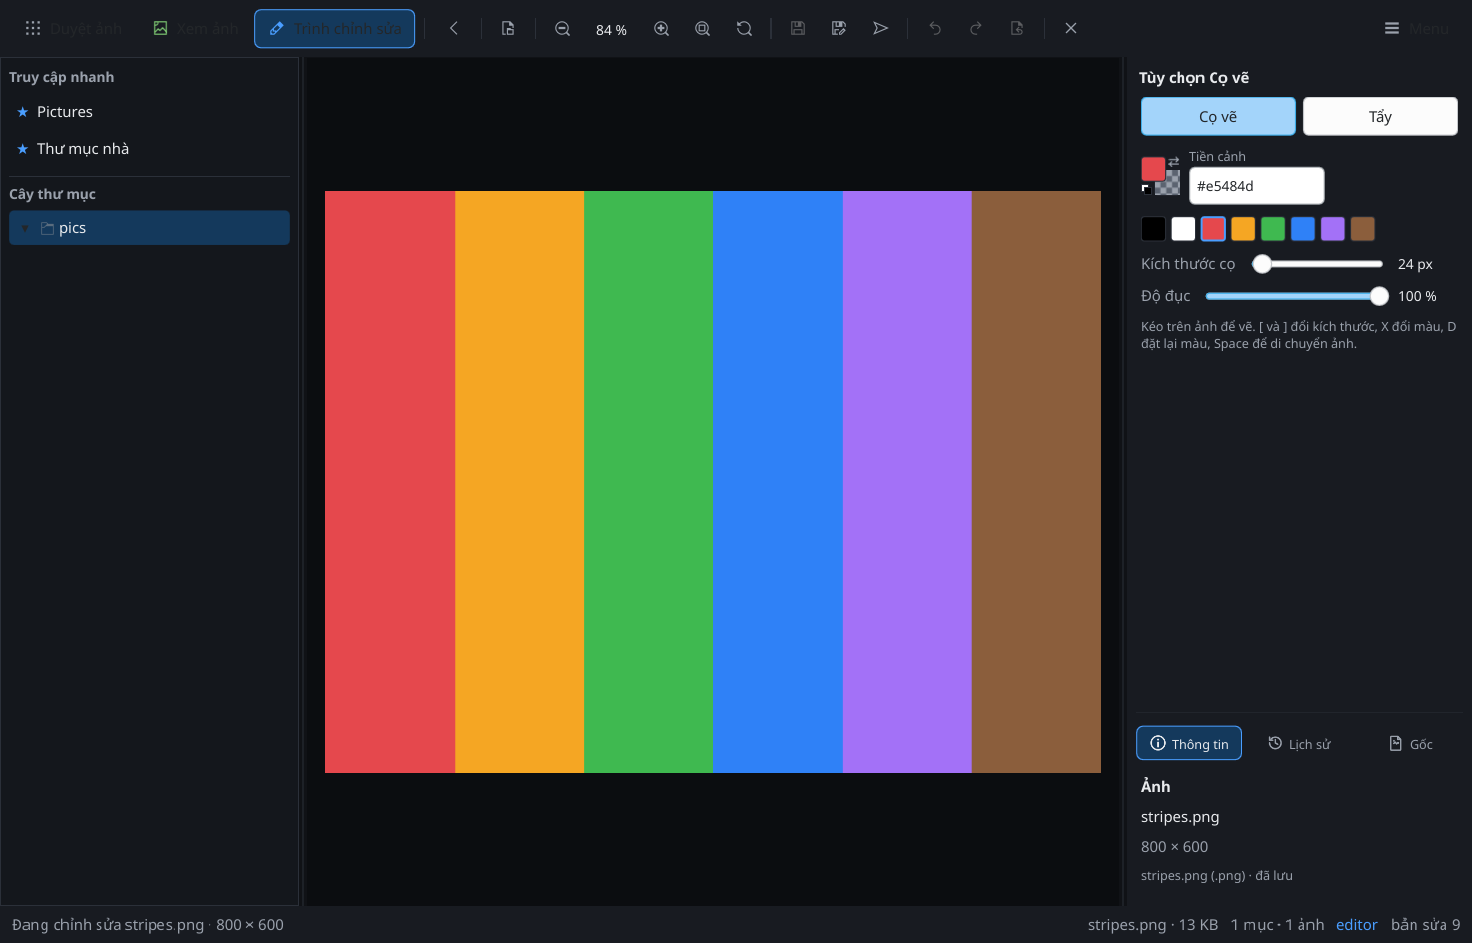 Duyệt ảnh Xem ảnh Trình chỉnh sửa 84 % Menu
Truy cập nhanh
Pictures
Thư mục nhà
Cây thư mục
pics
Tùy chọn Cọ vẽ
Cọ vẽ Tẩy
Tiền cảnh
#e5484d
Kích thước cọ 24 px
Độ đục 100 %
Kéo trên ảnh để vẽ. [ và ] đổi kích thước, X đổi màu, D
đặt lại màu, Space để di chuyển ảnh.
Thông tin Lịch sử Gốc
Ảnh
stripes.png
800 × 600
stripes.png (.png) · đã lưu
Đang chỉnh sửa stripes.png · 800 × 600 stripes.png · 13 KB 1 mục · 1 ảnh editor bản sửa 9